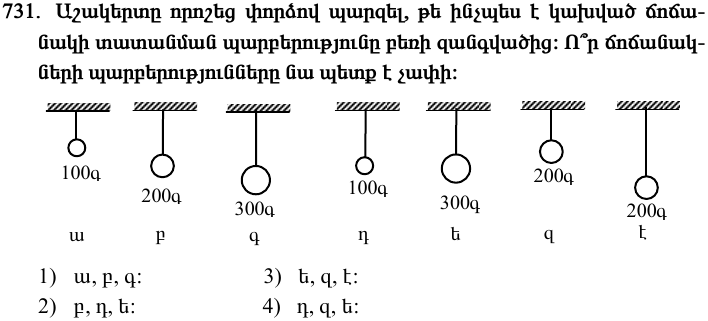 731. Աշակերտը որոշեց փորձով պարզել, թե ինչպես է կախված ճոճա-
նակի տատանման պարբերությունը բեռի զանգվածից: Ո՞ր ճոճանակ-
ների պարբերությունները նա պետք է չափի:
100գ 200գ 300գ 100գ 300գ 200գ 200գ
ա բ գ դ ե զ է
1) ա, բ, գ: 3) ե, զ, է:
2) բ, դ, ե: 4) դ, զ, ե: